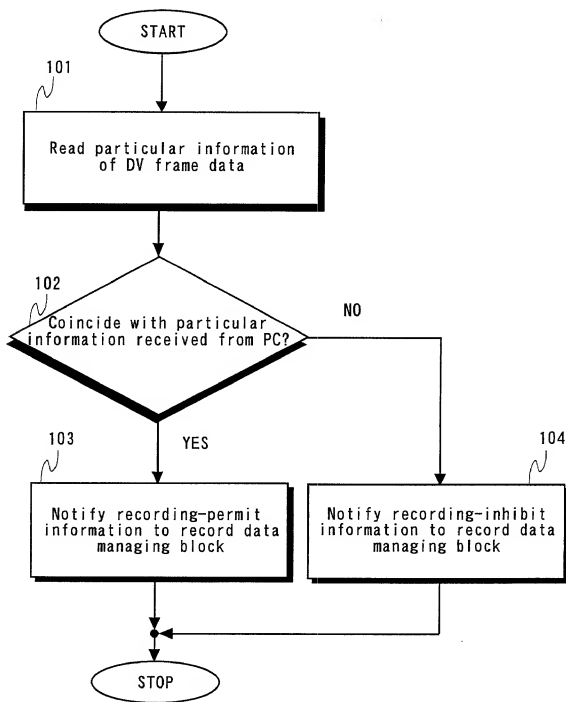 START
101
Read particular information
of DV frame data
102
Coincide with particular
information received from PC?
NO
YES
103
Notify recording-permit
information to record data
managing block
104
Notify recording-inhibit
information to record data
managing block
STOP